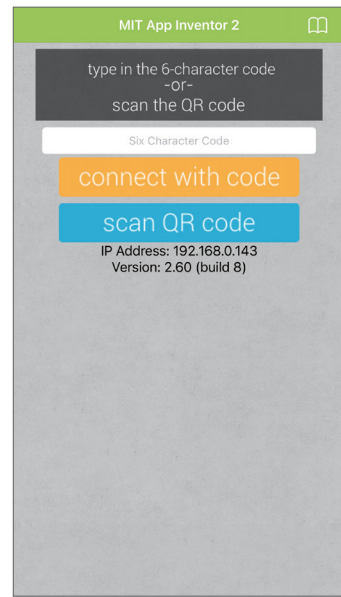 MIT App Inventor 2
type in the 6-character code
-or-
scan the QR code
Six Character Code
connect with code
scan QR code
IP Address: 192.168.0.143
Version: 2.60 (build 8)